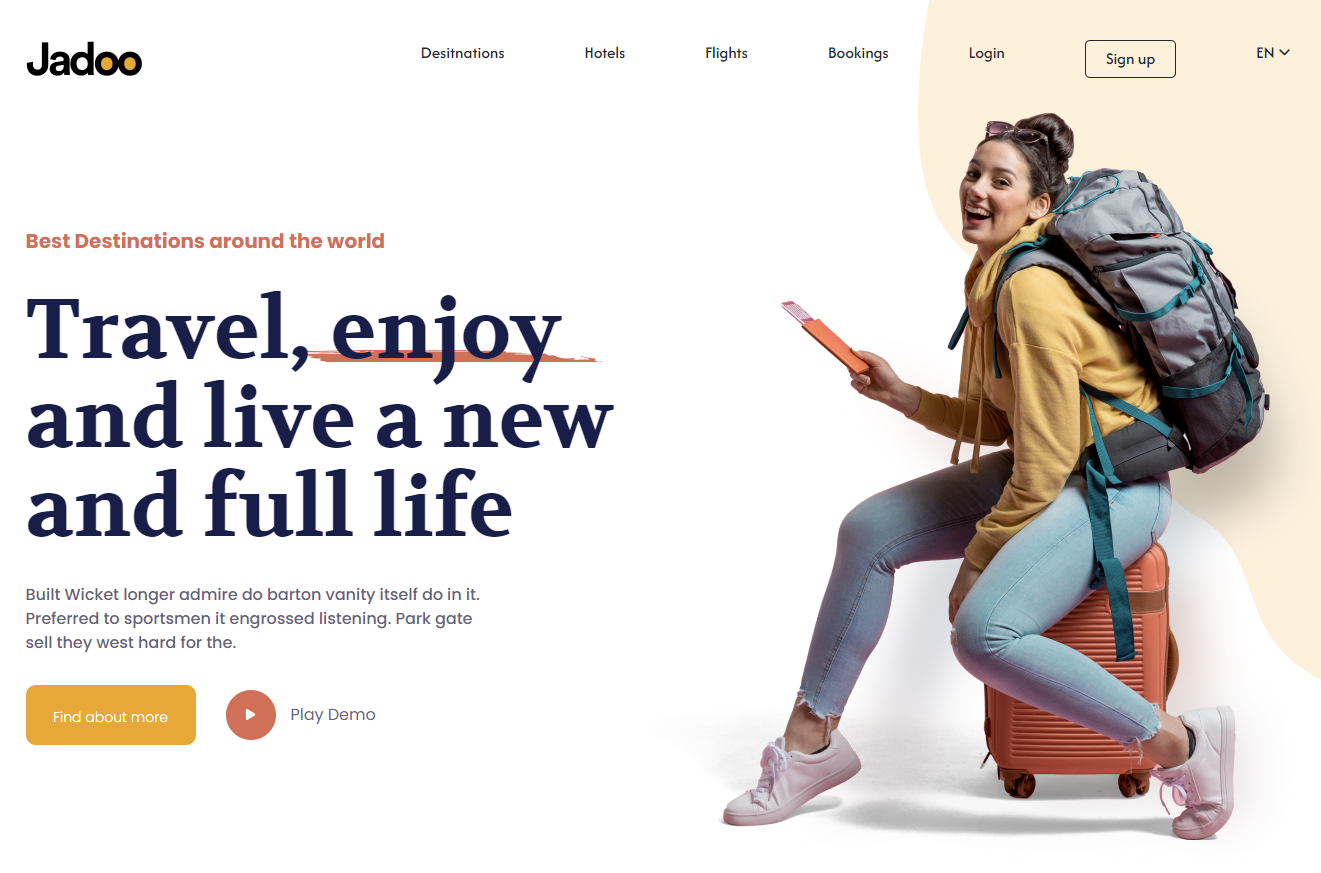 Jadoo
Desitnations
Hotels
Flights
Bookings
Login
Sign up
EN
Best Destinations around the world
Travel, enjoy
and live a new
and full life
Built Wicket longer admire do barton vanity itself do in it.
Preferred to sportsmen it engrossed listening. Park gate
sell they west hard for the.
Find about more
Play Demo